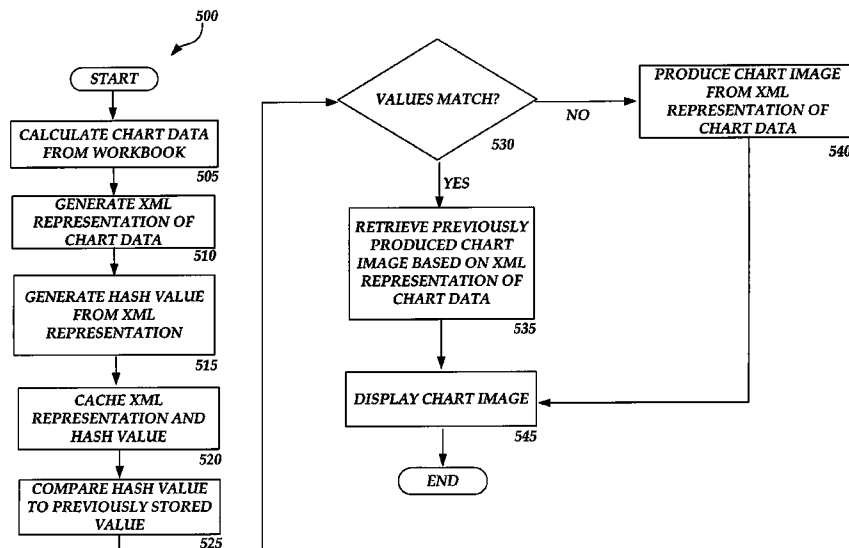 500
START
CALCULATE CHART DATA
FROM WORKBOOK
505
GENERATE XML
REPRESENTATION OF
CHART DATA
510
GENERATE HASH VALUE
FROM XML
REPRESENTATION
515
CACHE XML
REPRESENTATION AND
HASH VALUE
520
COMPARE HASH VALUE
TO PREVIOUSLY STORED
VALUE
525
VALUES MATCH?
530
NO
YES
PRODUCE CHART IMAGE
FROM XML
REPRESENTATION OF
CHART DATA
540
RETRIEVE PREVIOUSLY
PRODUCED CHART
IMAGE BASED ON XML
REPRESENTATION OF
CHART DATA
535
DISPLAY CHART IMAGE
545
END